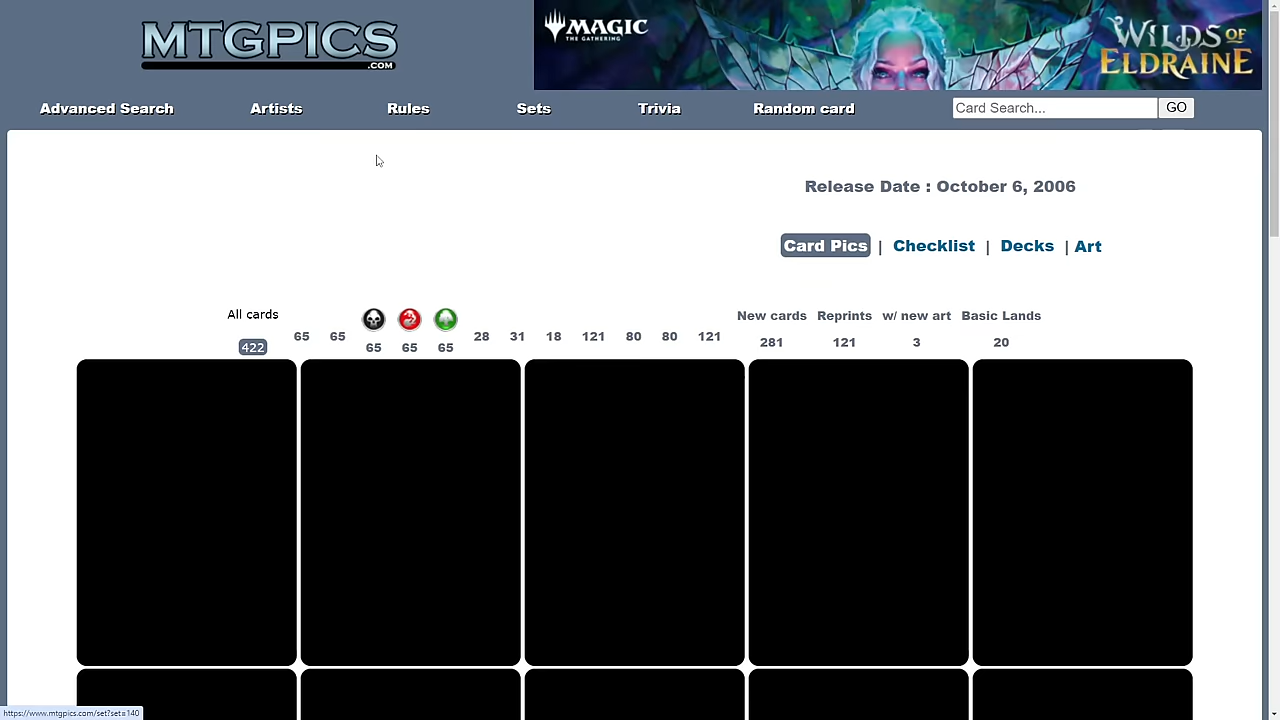 MTGPICS
.COM
MAGIC
THE GATHERING
WILDS OF
ELDRAINE
Advanced Search Artists Rules Sets Trivia Random card Card Search... GO
Release Date : October 6, 2006
Card Pics | Checklist | Decks | Art
All cards New cards Reprints w/ new art Basic Lands
422 65 65 65 65 65 28 31 18 121 80 80 121 281 121 3 20
https://www.mtgpics.com/set?set=140